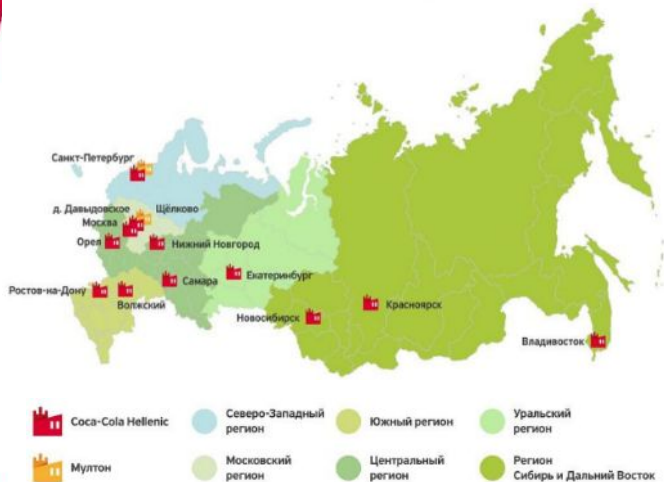 Санкт-Петербург
д. Давыдовское
Щёлково
Москва
Орел
Нижний Новгород
Ростов-на-Дону
Волжский
Самара
Екатеринбург
Новосибирск
Красноярск
Владивосток
Coca-Cola Hellenic
Северо-Западный
регион
Южный регион
Уральский
регион
Мултон
Московский
регион
Центральный
регион
Регион
Сибирь и Дальний Восток